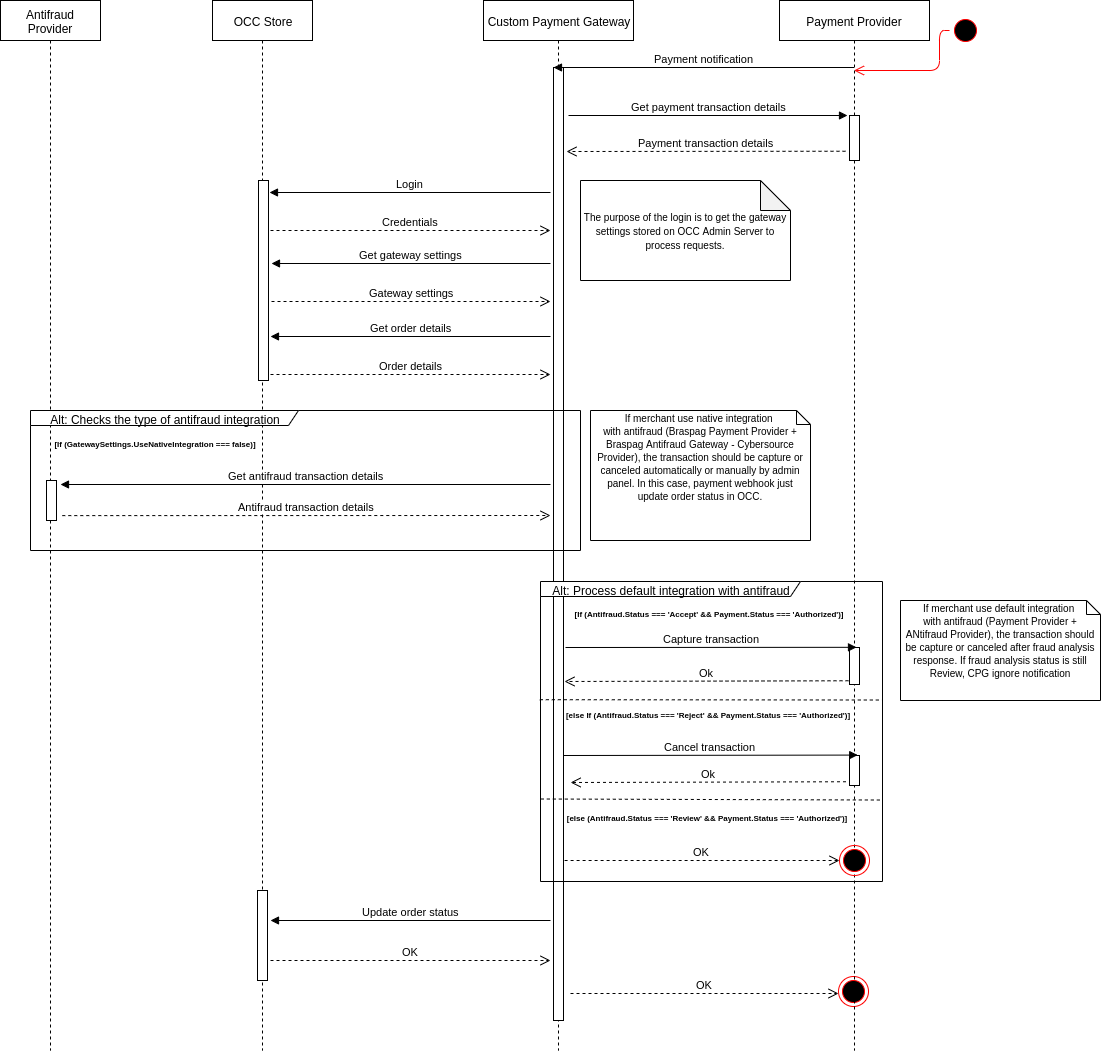 Antifraud
Provider
OCC Store
Custom Payment Gateway
Payment Provider
Payment notification
Get payment transaction details
Payment transaction details
Login
The purpose of the login is to get the gateway
settings stored on OCC Admin Server to
process requests.
Credentials
Get gateway settings
Gateway settings
Get order details
Order details
Alt: Checks the type of antifraud integration
[If (GatewaySettings.UseNativeIntegration === false)]
If merchant use native integration
with antifraud (Braspag Payment Provider +
Braspag Antifraud Gateway - Cybersource
Provider), the transaction should be capture or
canceled automatically or manually by admin
panel. In this case, payment webhook just
update order status in OCC.
Get antifraud transaction details
Antifraud transaction details
Alt: Process default integration with antifraud
[If (Antifraud.Status === 'Accept' && Payment.Status === 'Authorized')]
If merchant use default integration
with antifraud (Payment Provider +
ANtifraud Provider), the transaction should
be capture or canceled after fraud analysis
response. If fraud analysis status is still
Review, CPG ignore notification
Capture transaction
Ok
[else If (Antifraud.Status === 'Reject' && Payment.Status === 'Authorized')]
Cancel transaction
Ok
[else (Antifraud.Status === 'Review' && Payment.Status === 'Authorized')]
OK
Update order status
OK
OK